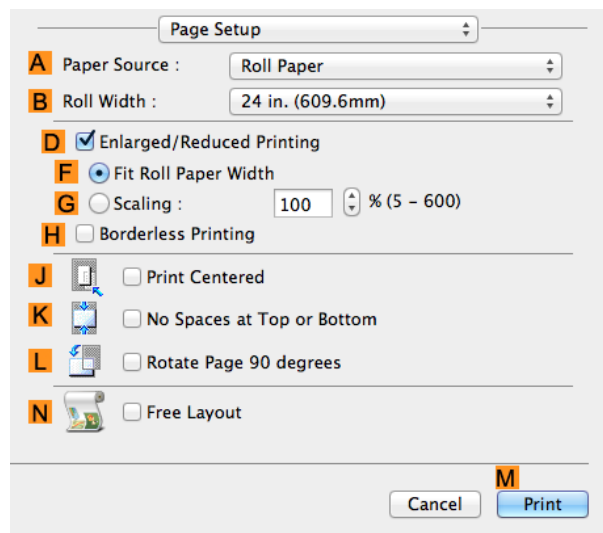 Page Setup
A Paper Source : Roll Paper
B Roll Width : 24 in. (609.6mm)
D Enlarged/Reduced Printing
F Fit Roll Paper Width
G Scaling : 100 % (5 – 600)
H Borderless Printing
J Print Centered
K No Spaces at Top or Bottom
L Rotate Page 90 degrees
N Free Layout
M
Cancel Print